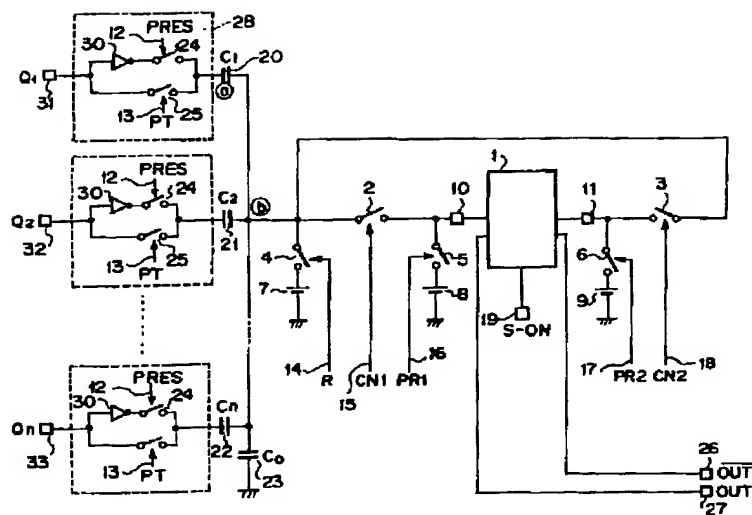 PRES
28
12
24
30
C1
20
Q1
31
ⓐ
13
25
PT
PRES
12
24
30
C2
Q2
32
21
ⓑ
13
25
PT
2
10
1
11
3
4
5
6
7
8
9
19
S-ON
14
R
CN1
15
PR1
16
17
PR2
CN2
18
PRES
12
24
30
Cn
Qn
33
22
13
PT
Co
23
26
OUT
27
OUT